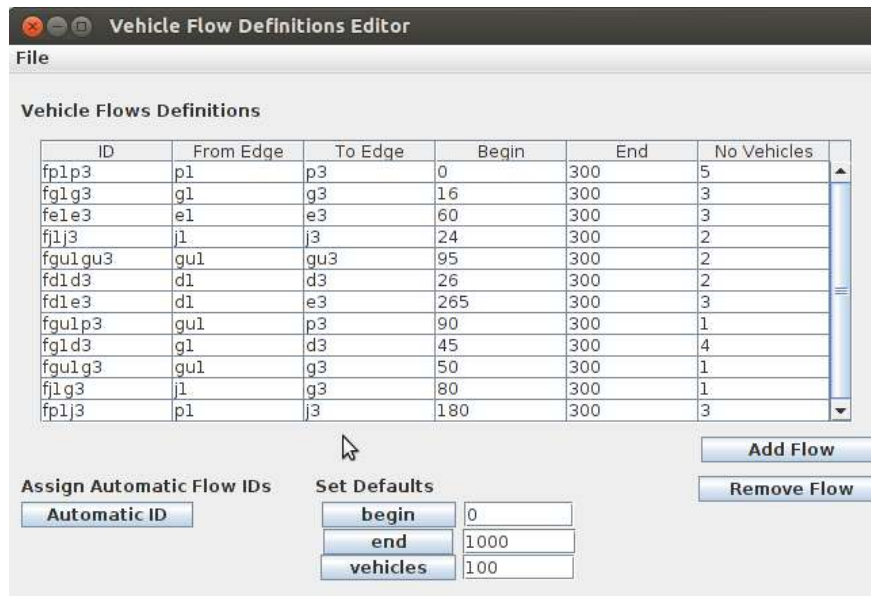 Vehicle Flow Definitions Editor
File
Vehicle Flows Definitions
ID From Edge To Edge Begin End No Vehicles
fp1p3 p1 p3 0 300 5
fg1g3 g1 g3 16 300 3
fe1e3 e1 e3 60 300 3
fj1j3 j1 j3 24 300 2
fgu1gu3 gu1 gu3 95 300 2
fd1d3 d1 d3 26 300 2
fd1e3 d1 e3 265 300 3
fgu1p3 gu1 p3 90 300 1
fg1d3 g1 d3 45 300 4
fgu1g3 gu1 g3 50 300 1
fj1g3 j1 g3 80 300 1
fp1j3 p1 j3 180 300 3
Add Flow
Assign Automatic Flow IDs Set Defaults Remove Flow
Automatic ID begin 0
end 1000
vehicles 100